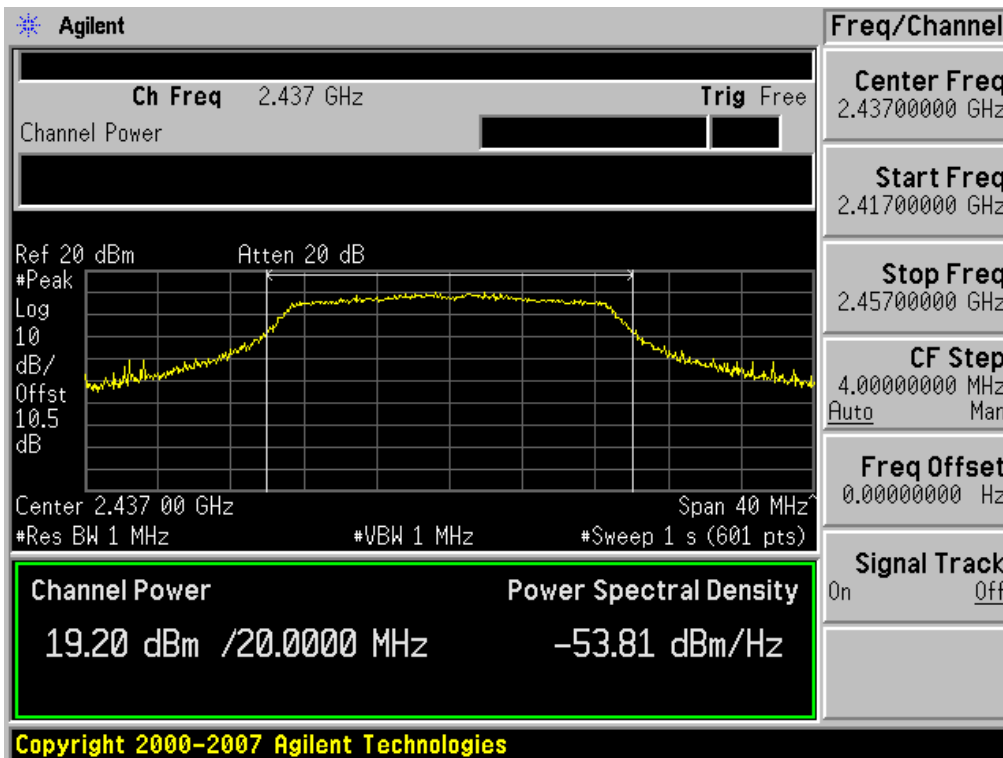 Agilent
Freq/Channel
Ch Freq 2.437 GHz
Trig Free
Channel Power
Center Freq
2.43700000 GHz
Start Freq
2.41700000 GHz
Stop Freq
2.45700000 GHz
CF Step
4.00000000 MHz
Auto Man
Freq Offset
0.00000000 Hz
Signal Track
On Off
Ref 20 dBm
Atten 20 dB
#Peak
Log
10
dB/
Offst
10.5
dB
Center 2.437 00 GHz
Span 40 MHz^
#Res BW 1 MHz
#VBW 1 MHz
#Sweep 1 s (601 pts)
Channel Power
Power Spectral Density
19.20 dBm /20.0000 MHz
-53.81 dBm/Hz
Copyright 2000-2007 Agilent Technologies